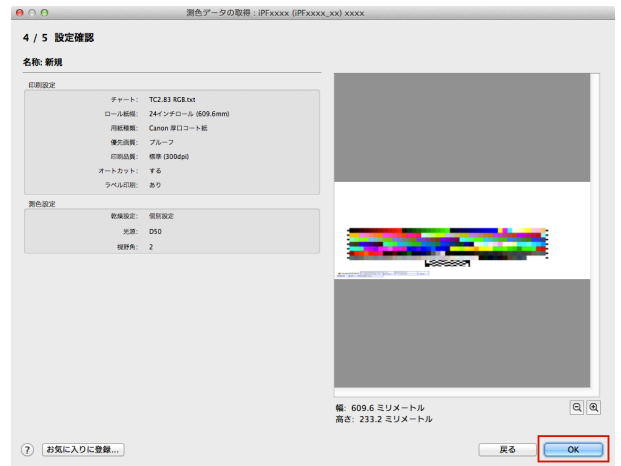 測色データの取得 : iPFxxxx (iPFxxxx_xx) xxxx
4 / 5 設定確認
名称: 新規
印刷設定
チャート: TC2.83 RGB.txt
ロール紙幅: 24インチロール (609.6mm)
用紙種類: Canon 厚口コート紙
優先画質: プルーフ
印刷品質: 標準 (300dpi)
オートカット: する
ラベル印刷: あり
測色設定
乾燥設定: 個別設定
光源: D50
視野角: 2
幅: 609.6 ミリメートル
高さ: 233.2 ミリメートル
? お気に入りに登録...
戻る
OK